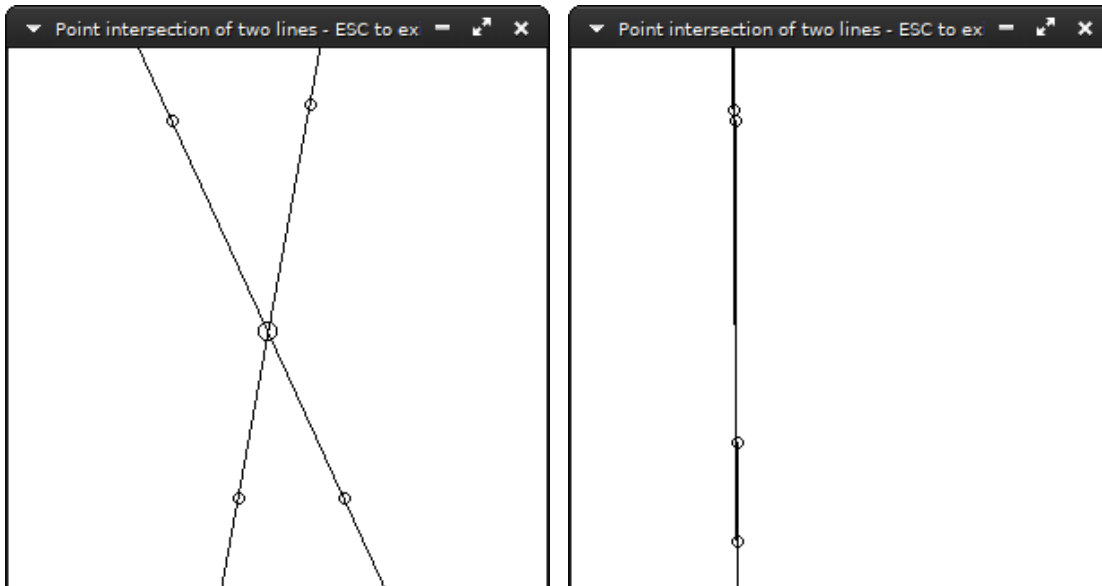 Point intersection of two lines - ESC to ex
Point intersection of two lines - ESC to ex